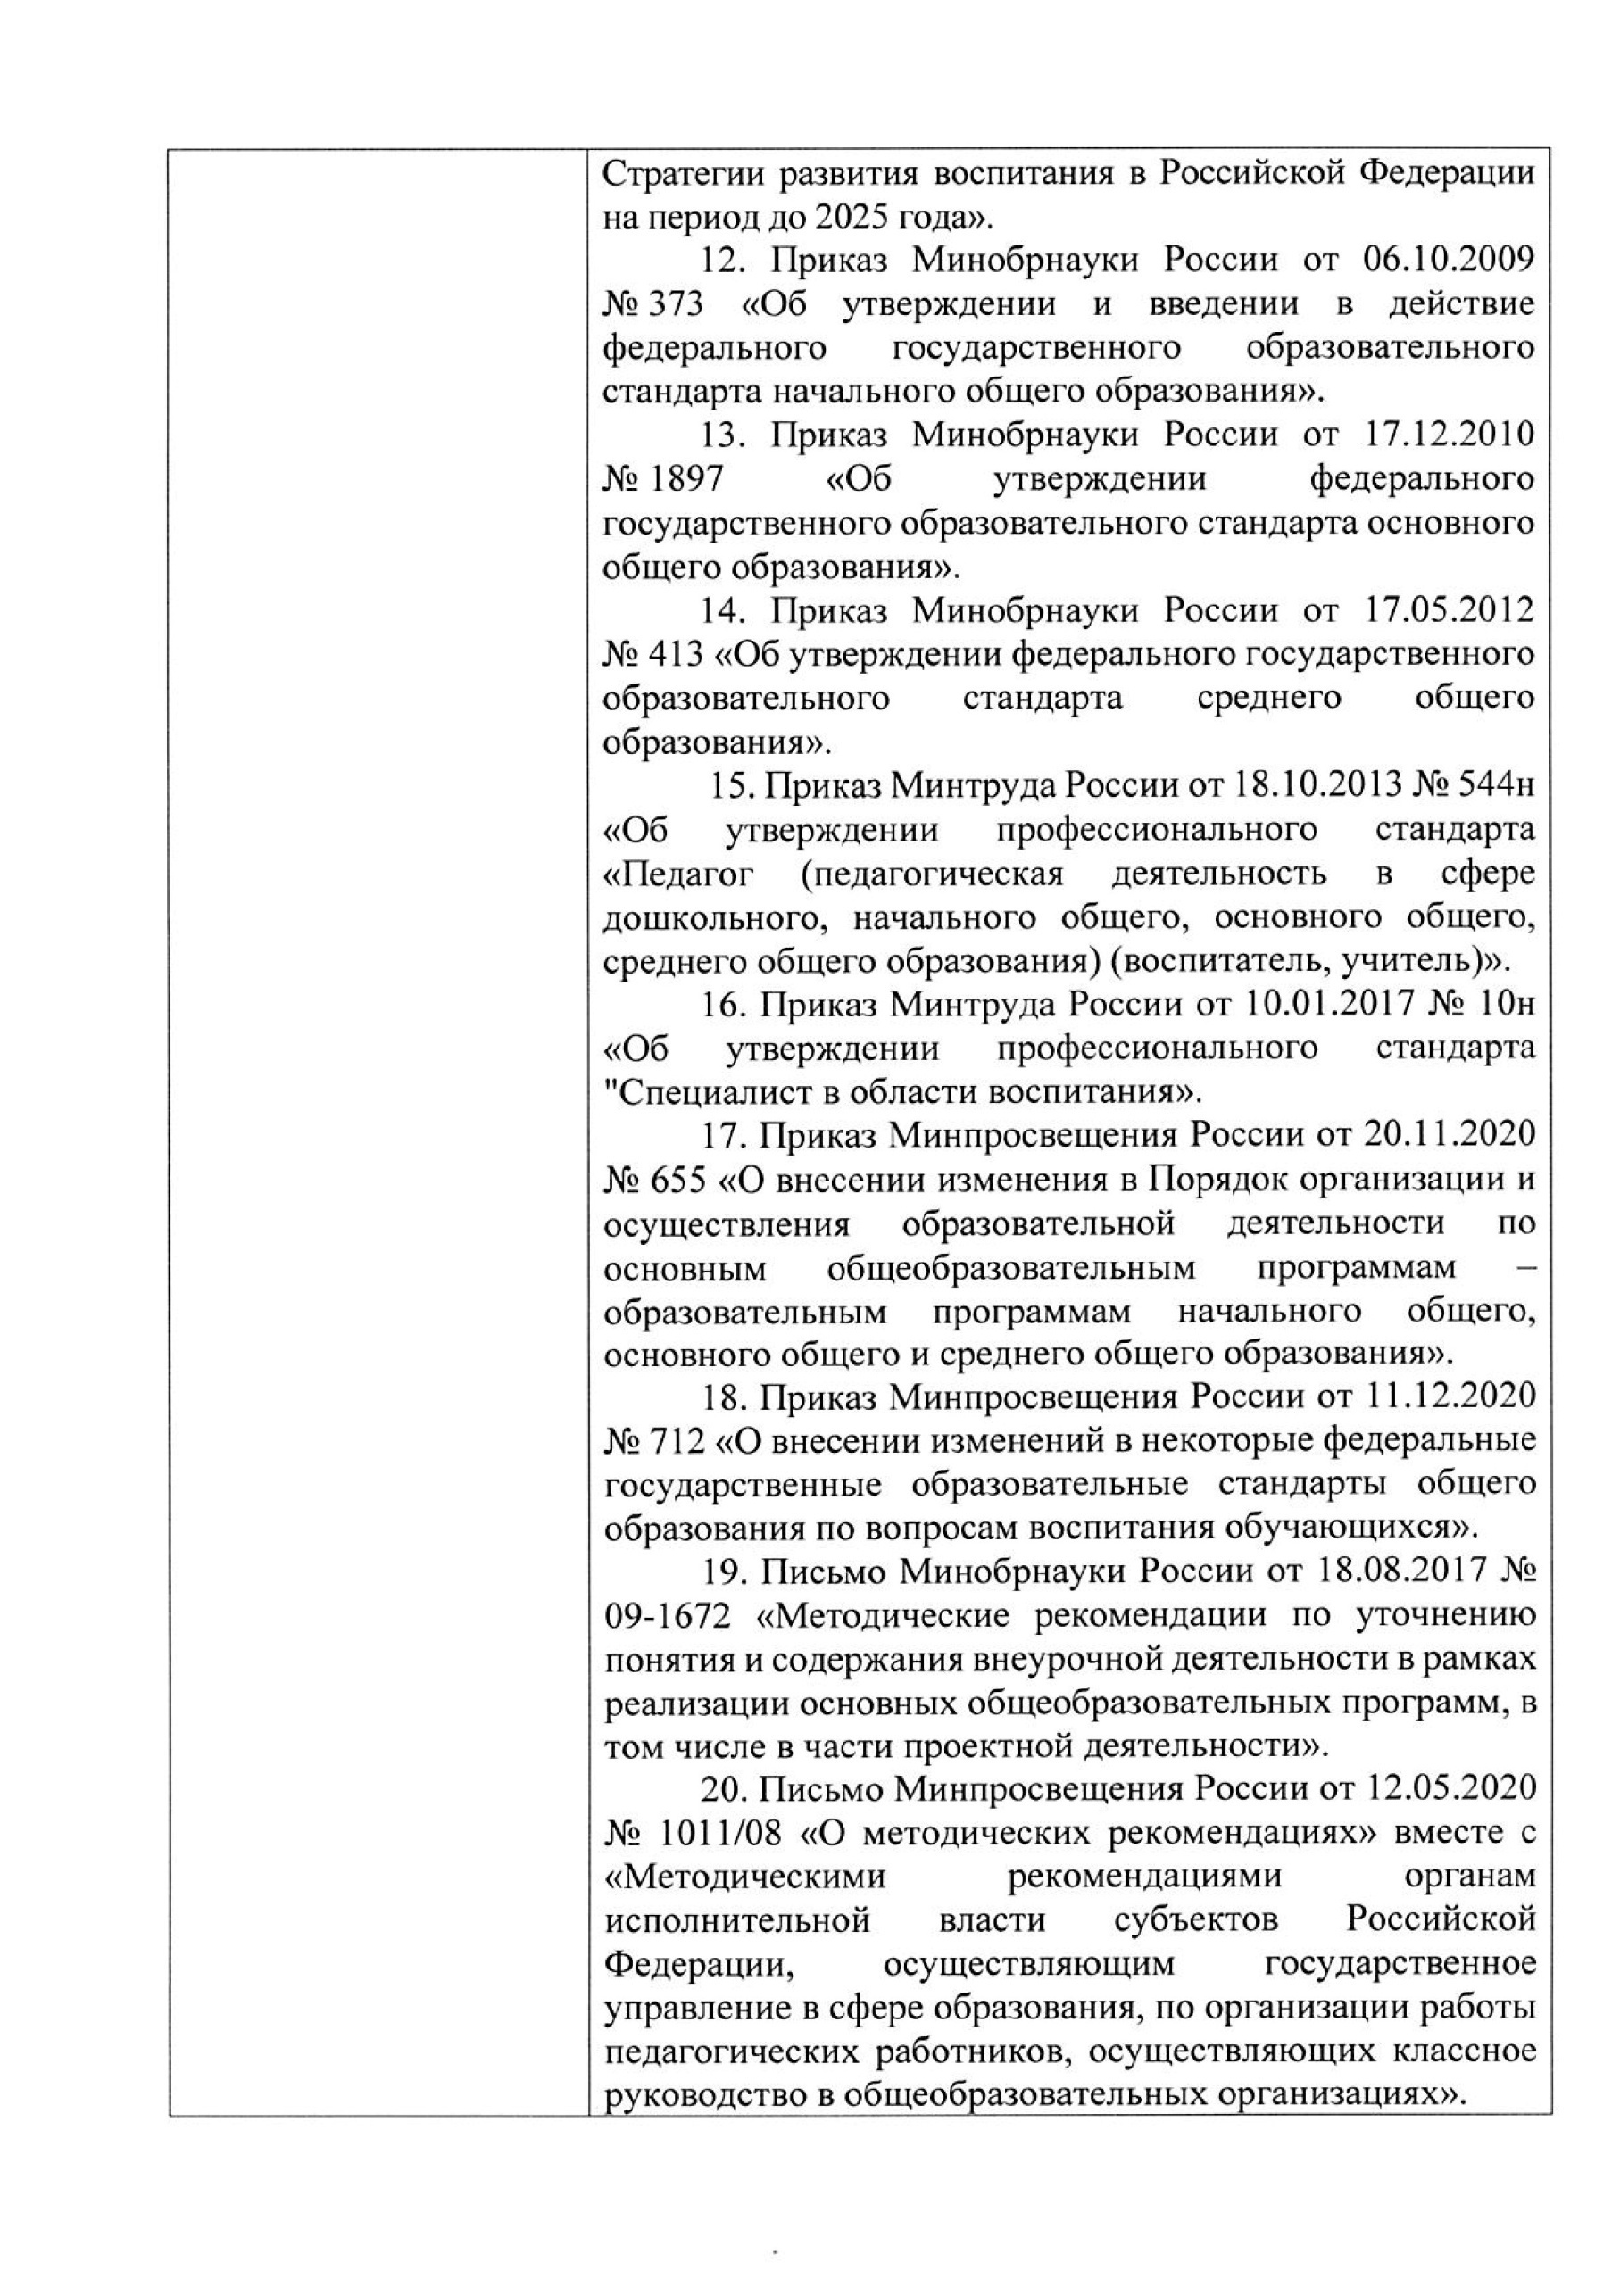 Стратегии развития воспитания в Российской Федерации
на период до 2025 года».
12. Приказ Минобрнауки России от 06.10.2009
№ 373 «Об утверждении и введении в действие
федерального государственного образовательного
стандарта начального общего образования».
13. Приказ Минобрнауки России от 17.12.2010
№ 1897 «Об утверждении федерального
государственного образовательного стандарта основного
общего образования».
14. Приказ Минобрнауки России от 17.05.2012
№ 413 «Об утверждении федерального государственного
образовательного стандарта среднего общего
образования».
15. Приказ Минтруда России от 18.10.2013 № 544н
«Об утверждении профессионального стандарта
«Педагог (педагогическая деятельность в сфере
дошкольного, начального общего, основного общего,
среднего общего образования) (воспитатель, учитель)».
16. Приказ Минтруда России от 10.01.2017 № 10н
«Об утверждении профессионального стандарта
"Специалист в области воспитания».
17. Приказ Минпросвещения России от 20.11.2020
№ 655 «О внесении изменения в Порядок организации и
осуществления образовательной деятельности по
основным общеобразовательным программам –
образовательным программам начального общего,
основного общего и среднего общего образования».
18. Приказ Минпросвещения России от 11.12.2020
№ 712 «О внесении изменений в некоторые федеральные
государственные образовательные стандарты общего
образования по вопросам воспитания обучающихся».
19. Письмо Минобрнауки России от 18.08.2017 №
09-1672 «Методические рекомендации по уточнению
понятия и содержания внеурочной деятельности в рамках
реализации основных общеобразовательных программ, в
том числе в части проектной деятельности».
20. Письмо Минпросвещения России от 12.05.2020
№ 1011/08 «О методических рекомендациях» вместе с
«Методическими рекомендациями органам
исполнительной власти субъектов Российской
Федерации, осуществляющим государственное
управление в сфере образования, по организации работы
педагогических работников, осуществляющих классное
руководство в общеобразовательных организациях».